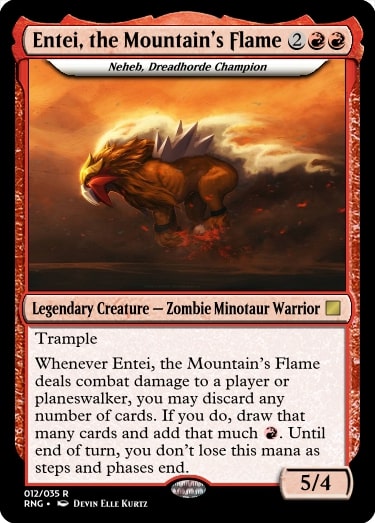 Entei, the Mountain's Flame 2
Neheb, Dreadhorde Champion
Legendary Creature — Zombie Minotaur Warrior
Trample
Whenever Entei, the Mountain's Flame
deals combat damage to a player or
planeswalker, you may discard any
number of cards. If you do, draw that
many cards and add that much . Until
end of turn, you don't lose this mana as
steps and phases end.
5/4
012/035 R
RNG • Devin Elle Kurtz